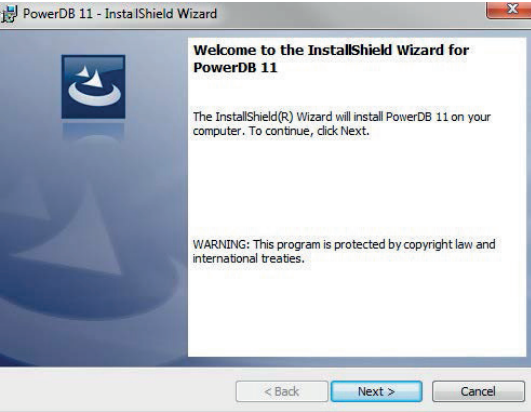 PowerDB 11 - InstallShield Wizard
Welcome to the InstallShield Wizard for
PowerDB 11
The InstallShield(R) Wizard will install PowerDB 11 on your
computer. To continue, click Next.
WARNING: This program is protected by copyright law and
international treaties.
< Back Next > Cancel